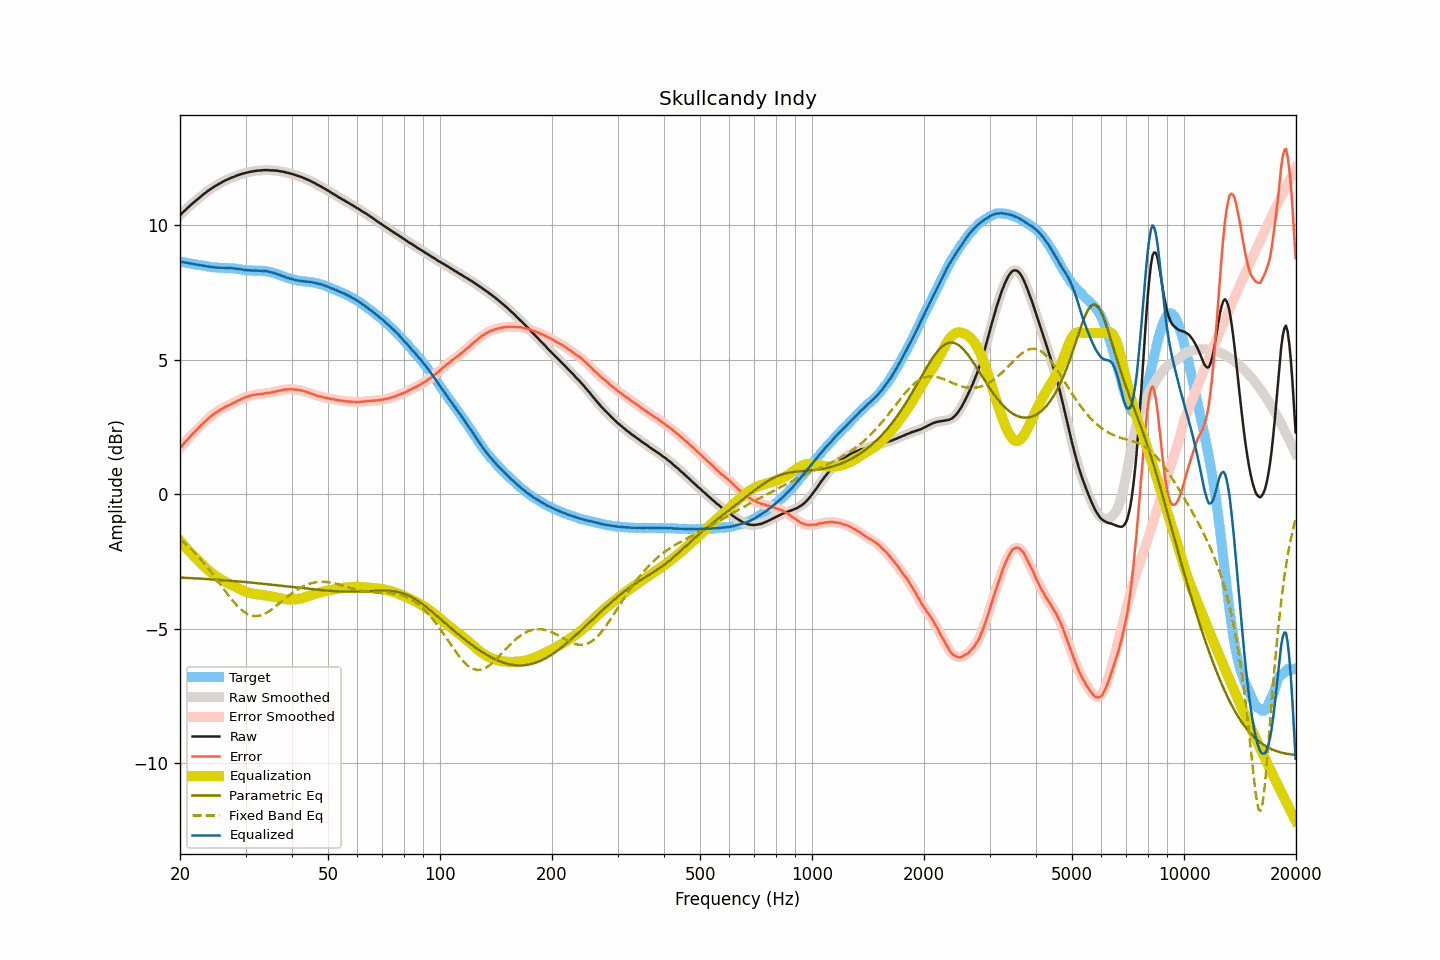 Skullcandy Indy
Amplitude (dBr)
10
5
0
−5
−10
Target
Raw Smoothed
Error Smoothed
Raw
Error
Equalization
Parametric Eq
Fixed Band Eq
Equalized
20 50 100 200 500 1000 2000 5000 10000 20000
Frequency (Hz)